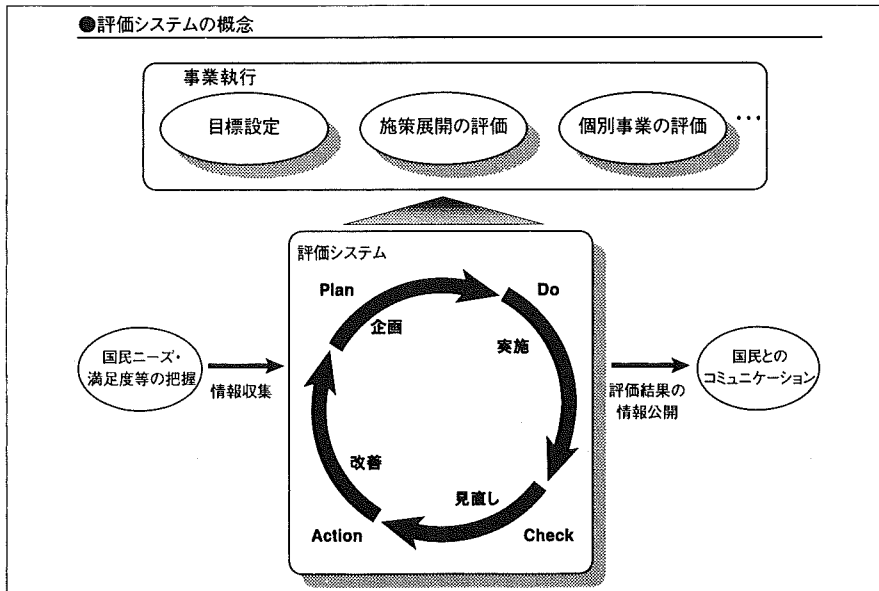 ●評価システムの概念
事業執行
目標設定
施策展開の評価
個別事業の評価
…
評価システム
Plan
企画
Do
実施
国民ニーズ・
満足度等の把握
情報収集
評価結果の
情報公開
国民との
コミュニケーション
改善
見直し
Action
Check